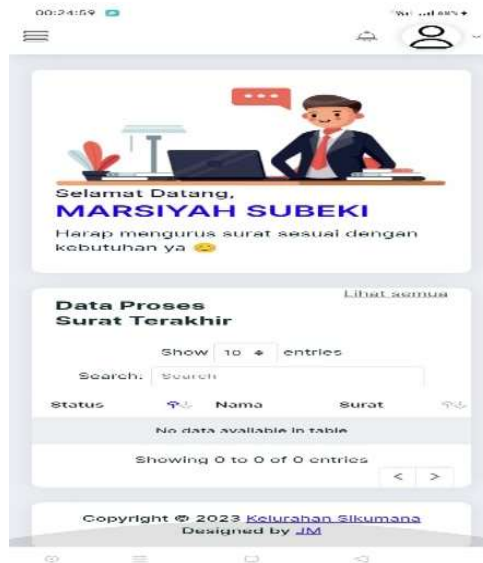 00:24:59
Selamat Datang,
MARSIYAH SUBEKI
Harap mengurus surat sesuai dengan
kebutuhan ya
Lihat semua
Data Proses
Surat Terakhir
Show 10 entries
Search: Search
Status Nama Surat
No data available in table
Showing 0 to 0 of 0 entries
< >
Copyright © 2023 Kelurahan Sikumana
Designed by JM